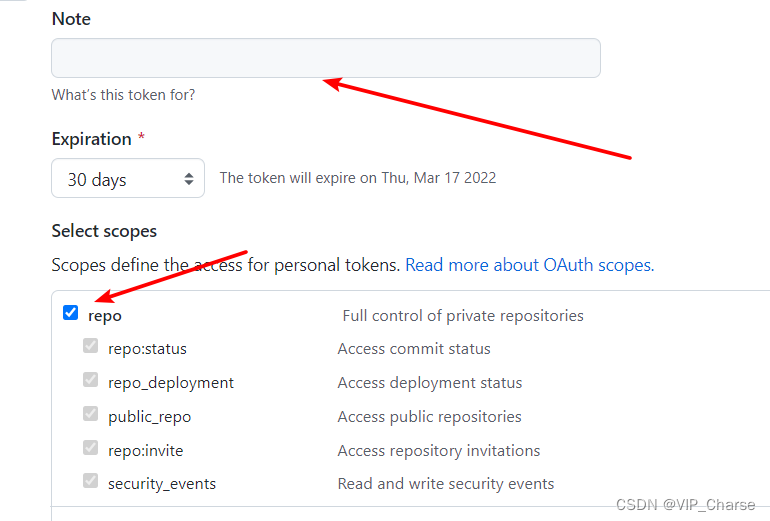 Note
What's this token for?
Expiration *
30 days The token will expire on Thu, Mar 17 2022
Select scopes
Scopes define the access for personal tokens. Read more about OAuth scopes.
repo Full control of private repositories
repo:status Access commit status
repo_deployment Access deployment status
public_repo Access public repositories
repo:invite Access repository invitations
security_events Read and write security events
CSDN @VIP_Charse